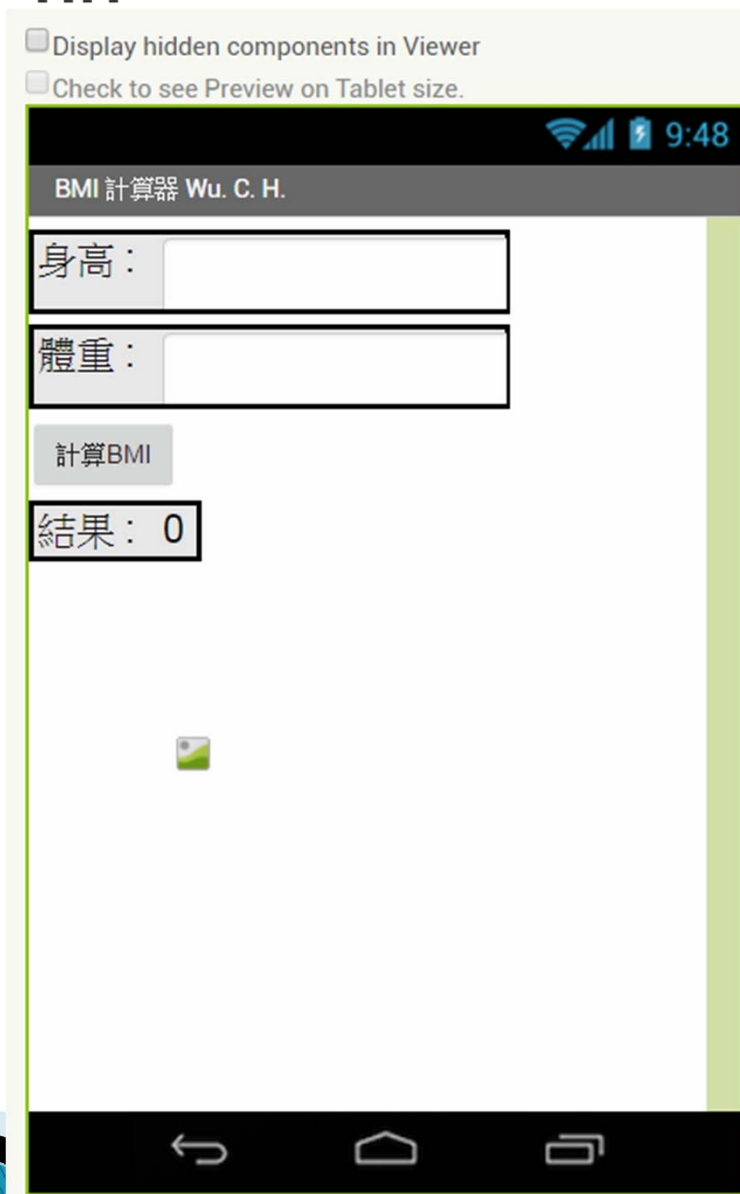 Display hidden components in Viewer
Check to see Preview on Tablet size.
9:48
BMI 計算器 Wu. C. H.
身高：
體重：
計算BMI
結果： 0